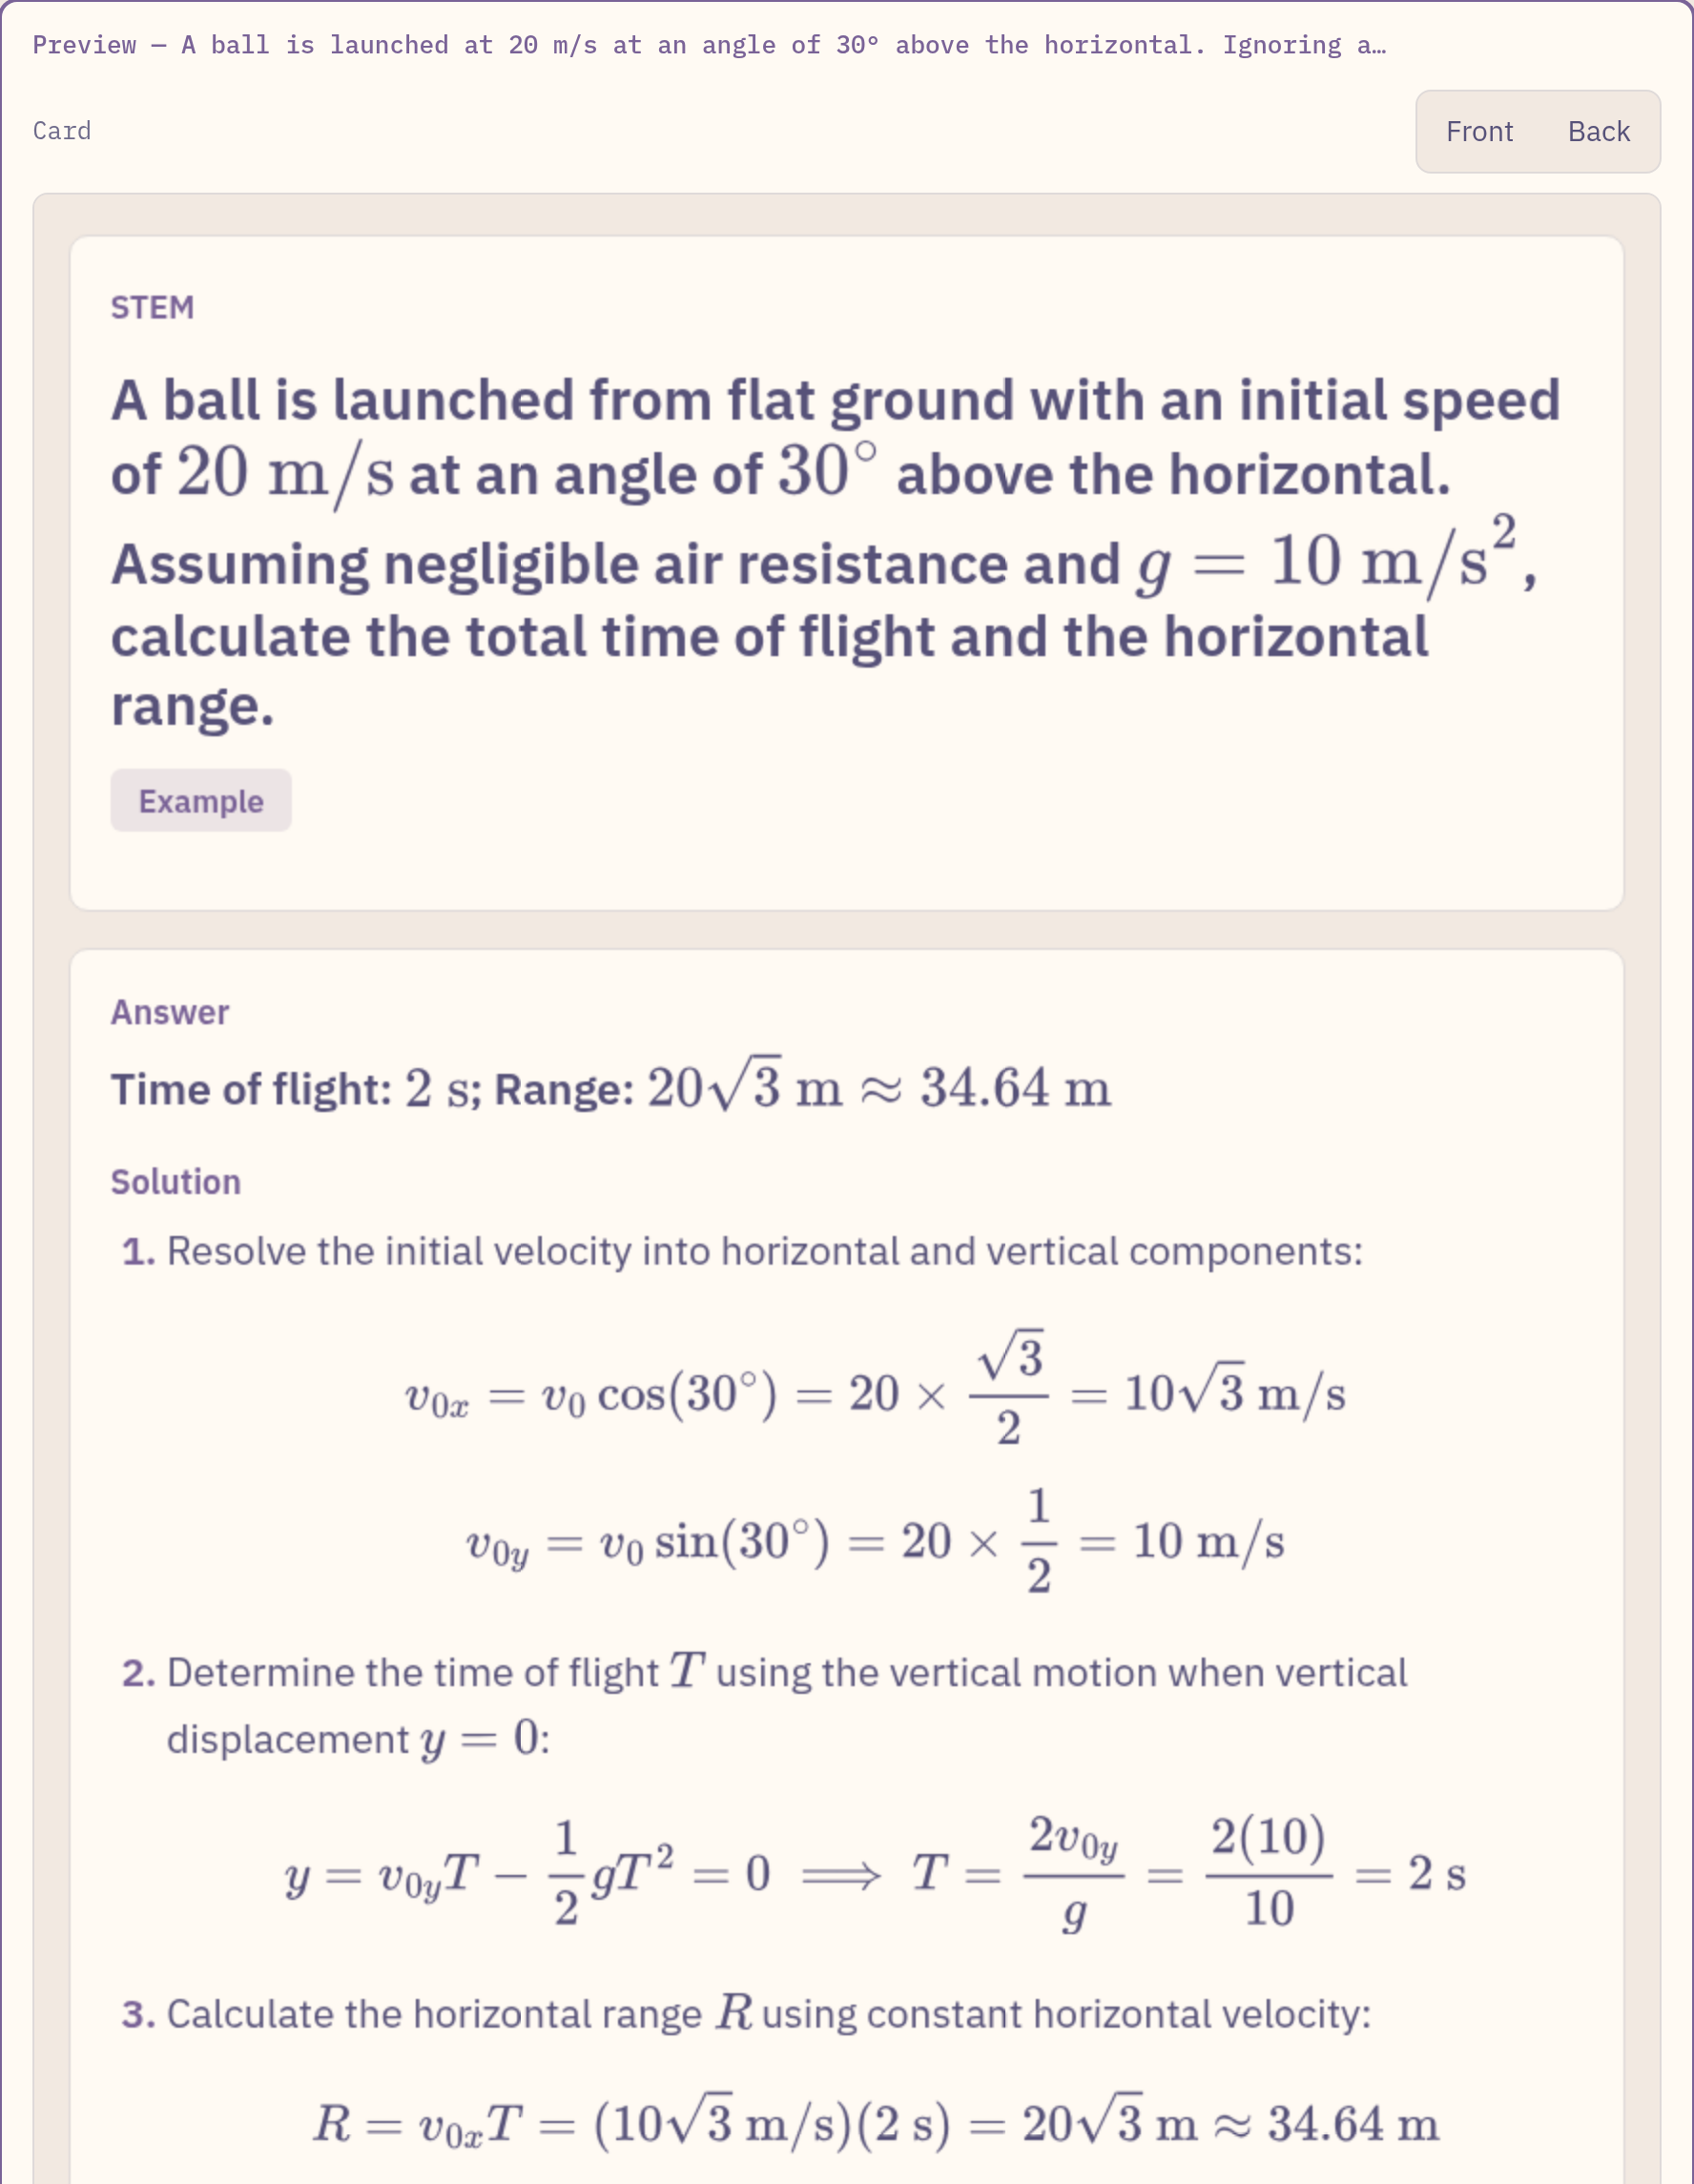 Preview — A ball is launched at 20 m/s at an angle of 30° above the horizontal. Ignoring a…
Card
Front Back
STEM
A ball is launched from flat ground with an initial speed
of 20 m/s at an angle of 30° above the horizontal.
Assuming negligible air resistance and g = 10 m/s²,
calculate the total time of flight and the horizontal
range.
Example
Answer
Time of flight: 2 s; Range: 20√3 m ≈ 34.64 m
Solution
1. Resolve the initial velocity into horizontal and vertical components:
v₀ₓ = v₀ cos(30°) = 20 × √3/2 = 10√3 m/s
v₀y = v₀ sin(30°) = 20 × 1/2 = 10 m/s
2. Determine the time of flight T using the vertical motion when vertical
displacement y = 0:
y = v₀yT − 1/2 gT² = 0 ⟹ T = 2v₀y/g = 2(10)/10 = 2 s
3. Calculate the horizontal range R using constant horizontal velocity:
R = v₀ₓT = (10√3 m/s)(2 s) = 20√3 m ≈ 34.64 m